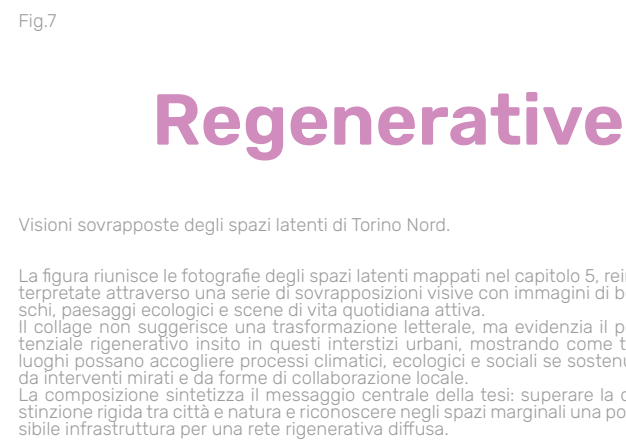 Fig.7
Regenerative
Visioni sovrapposte degli spazi latenti di Torino Nord.
La figura riunisce le fotografie degli spazi latenti mappati nel capitolo 5, rei
terpretate attraverso una serie di sovrapposizioni visive con immagini di b
schi, paesaggi ecologici e scene di vita quotidiana attiva.
Il collage non suggerisce una trasformazione letterale, ma evidenzia il p
tenziale rigenerativo insito in questi interstizi urbani, mostrando come t
luoghi possano accogliere processi climatici, ecologici e sociali se sostenu
da interventi mirati e da forme di collaborazione locale.
La composizione sintetizza il messaggio centrale della tesi: superare la d
stinzione rigida tra città e natura e riconoscere negli spazi marginali una po
sibile infrastruttura per una rete rigenerativa diffusa.